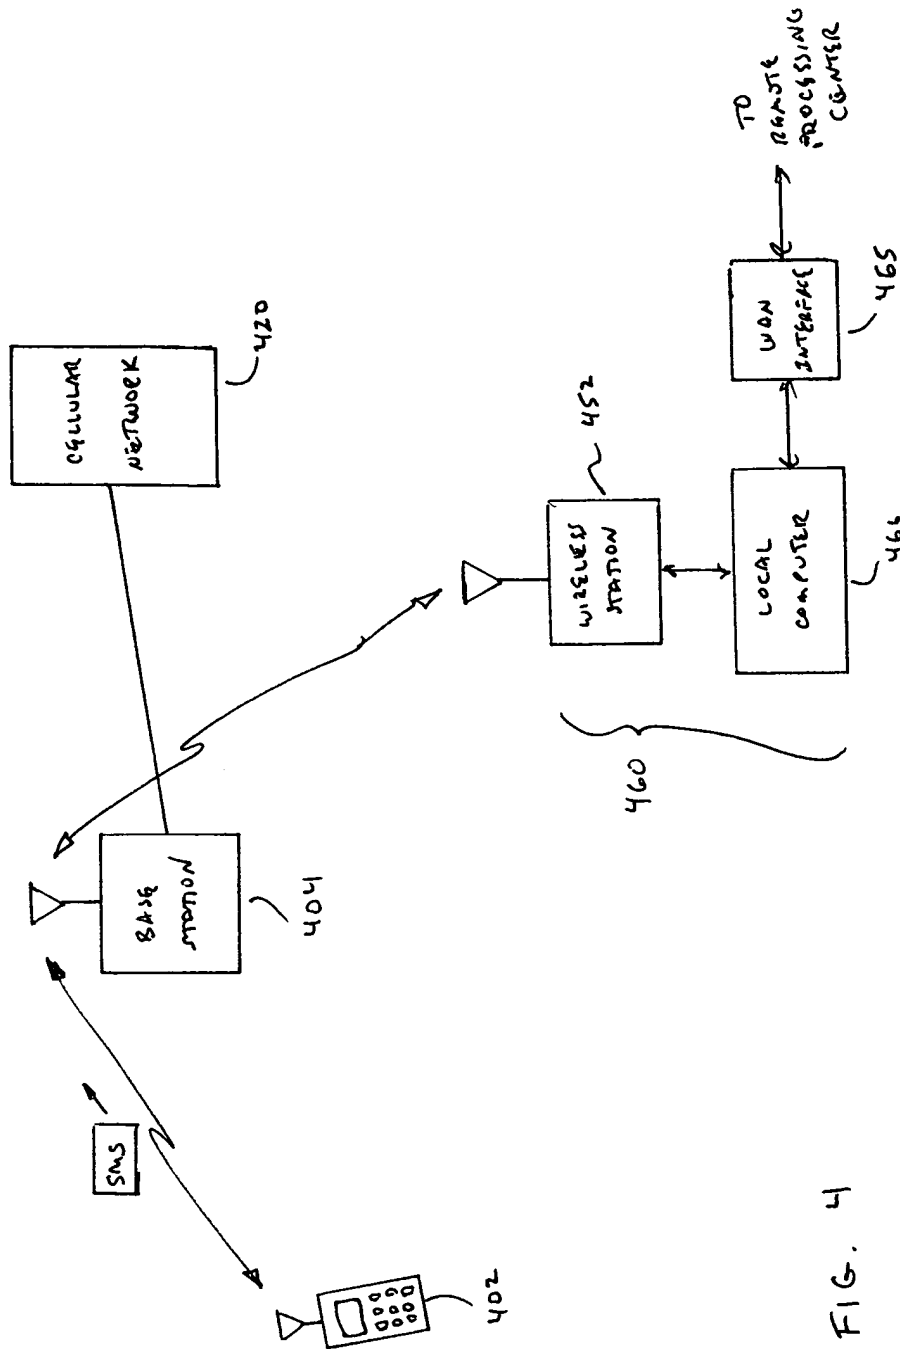 CELLULAR
NETWORK
420
BASE
STATION
404
SMS
402
WIRELESS
STATION
452
460
LOCAL
COMPUTER
WAN
INTERFACE
465
TO
REMOTE
PROCESSING
CENTER
FIG. 4